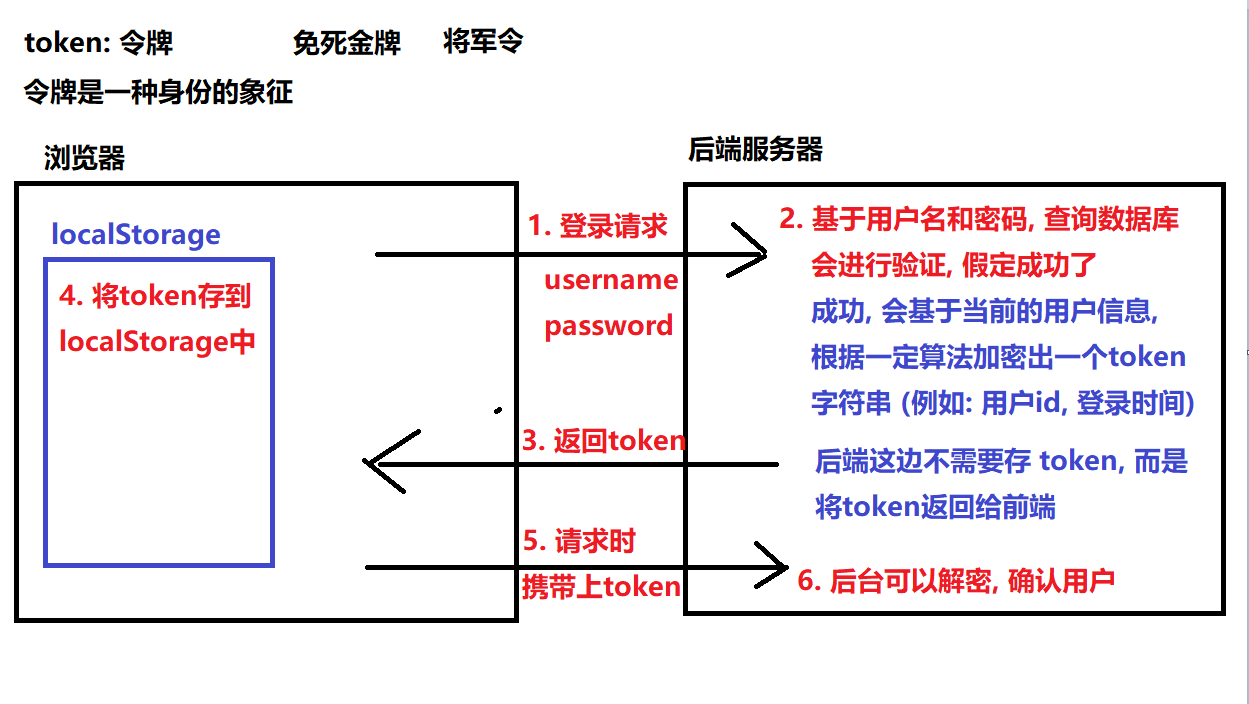 token: 令牌 免死金牌 将军令
令牌是一种身份的象征
浏览器
后端服务器
localStorage
4. 将token存到
localStorage中
1. 登录请求
username
password
2. 基于用户名和密码, 查询数据库
会进行验证, 假定成功了
成功, 会基于当前的用户信息,
根据一定算法加密出一个token
字符串 (例如: 用户id, 登录时间)
3. 返回token
后端这边不需要存 token, 而是
将token返回给前端
5. 请求时
携带上token
6. 后台可以解密, 确认用户